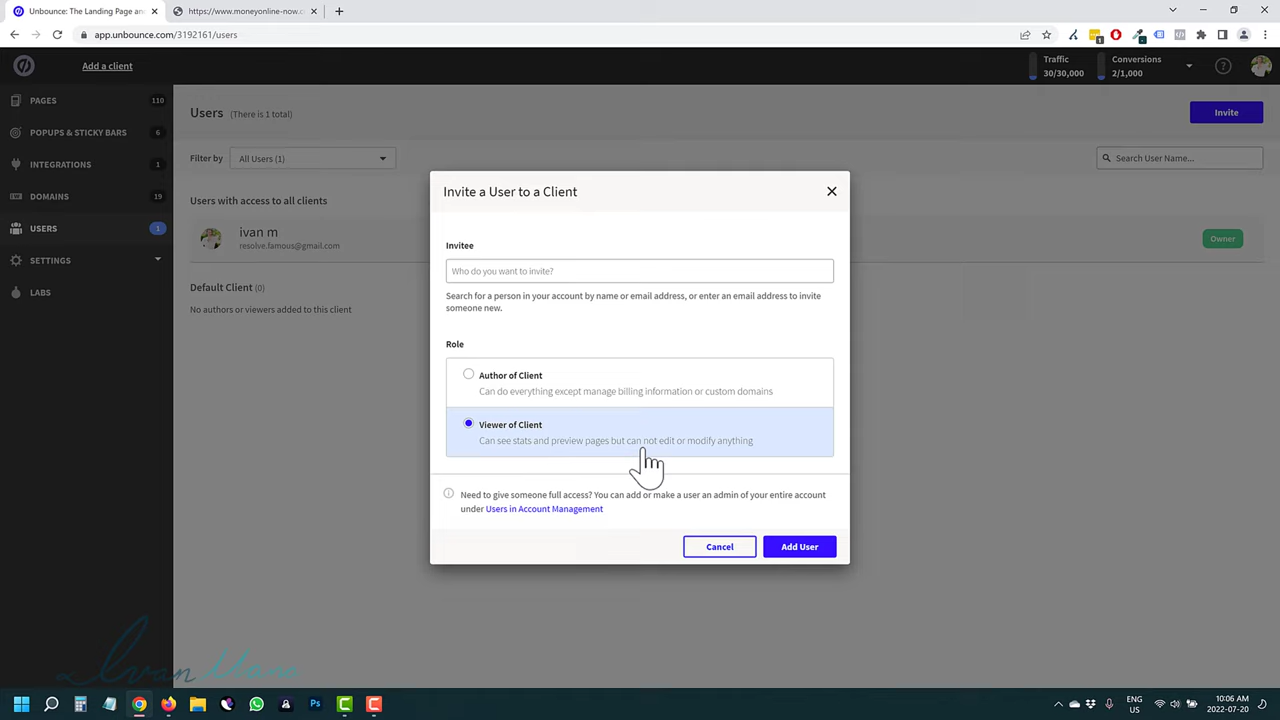 Unbounce: The Landing Page and
https://www.moneyonline-now.c
app.unbounce.com/3192161/users
Add a client
Traffic
30/30,000
Conversions
2/1,000
PAGES 110
POPUPS & STICKY BARS 6
INTEGRATIONS 1
DOMAINS 19
USERS 1
SETTINGS
LABS
Users (There is 1 total)
Invite
Filter by All Users (1)
Search User Name...
Users with access to all clients
ivan m
resolve.famous@gmail.com
Owner
Default Client (0)
No authors or viewers added to this client
Invite a User to a Client
Invitee
Who do you want to invite?
Search for a person in your account by name or email address, or enter an email address to invite
someone new.
Role
Author of Client
Can do everything except manage billing information or custom domains
Viewer of Client
Can see stats and preview pages but can not edit or modify anything
Need to give someone full access? You can add or make a user an admin of your entire account
under Users in Account Management
Cancel
Add User
Ivan Mana
ENG
US
10:06 AM
2022-07-20